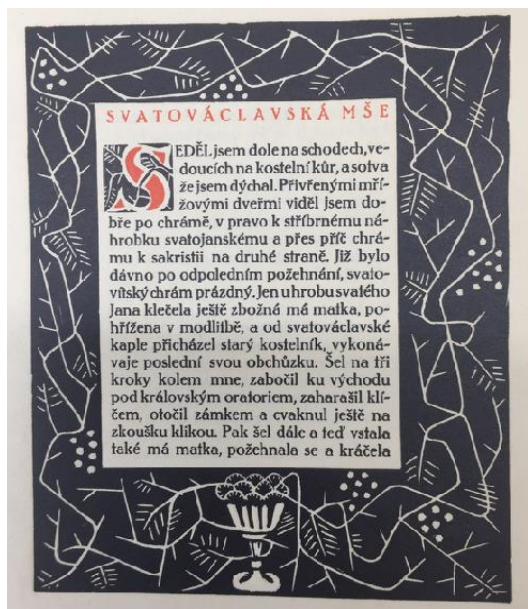 SVATOVÁCLAVSKÁ MŠE
SEDĚL jsem dole na schodech, ve-
doucích na kostelní kůr, a sotva
že jsem dýchal. Přivřenými mří-
žovými dveřmi viděl jsem do-
bře po chrámě, v pravo k stříbrnému ná-
hrobku svatojanskému a přes příč chrá-
mu k sakristii na druhé straně. Již bylo
dávno po odpoledním požehnání, svato-
vítský chrám prázdný. Jen u hrobu svatého
Jana klečela ještě zbožná má matka, po-
hřížena v modlitbě, a od svatováclavské
kaple přicházel starý kostelník, vykoná-
vaje poslední svou obchůzku. Šel na tři
kroky kolem mne, zabočil ku východu
pod královským oratoriem, zaharašil klí-
čem, otočil zámkem a cvaknul ještě na
zkoušku klikou. Pak šel dále a teď vstala
také má matka, požehnala se a kráčela